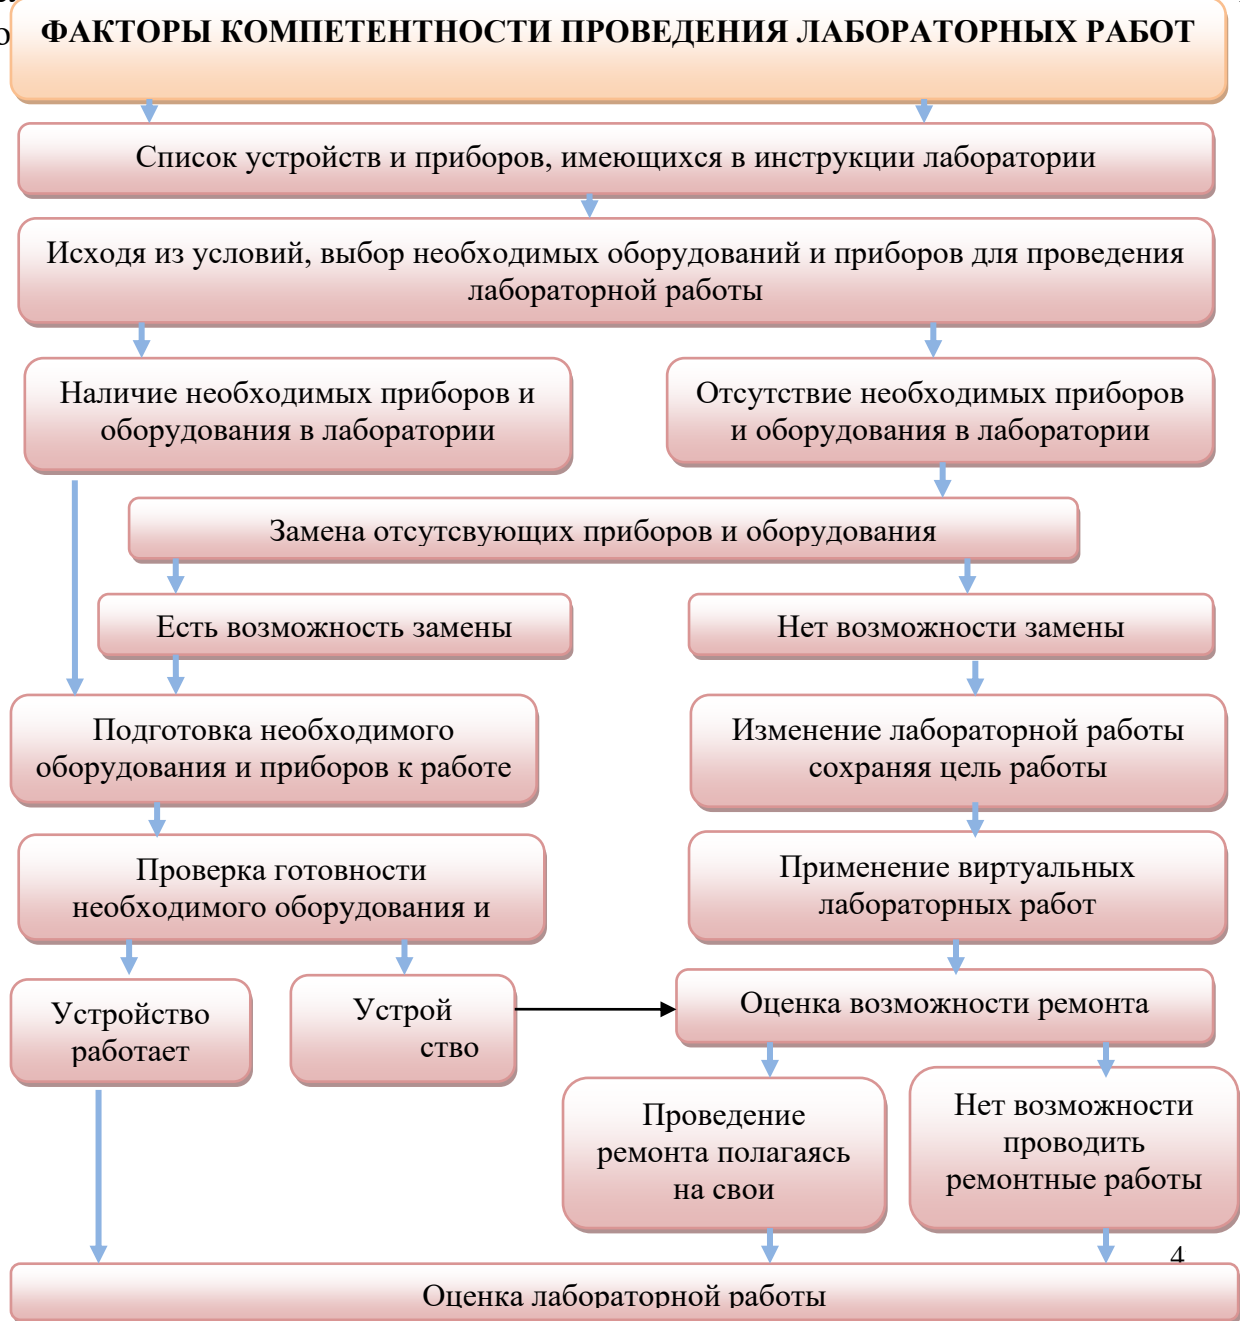 ФАКТОРЫ КОМПЕТЕНТНОСТИ ПРОВЕДЕНИЯ ЛАБОРАТОРНЫХ РАБОТ
Список устройств и приборов, имеющихся в инструкции лаборатории
Исходя из условий, выбор необходимых оборудований и приборов для проведения
лабораторной работы
Наличие необходимых приборов и
оборудования в лаборатории
Отсутствие необходимых приборов
и оборудования в лаборатории
Замена отсутсвующих приборов и оборудования
Есть возможность замены
Нет возможности замены
Подготовка необходимого
оборудования и приборов к работе
Изменение лабораторной работы
сохраняя цель работы
Проверка готовности
необходимого оборудования и
Применение виртуальных
лабораторных работ
Устройство
работает
Устрой
ство
Оценка возможности ремонта
Проведение
ремонта полагаясь
на свои
Нет возможности
проводить
ремонтные работы
4
Оценка лабораторной работы